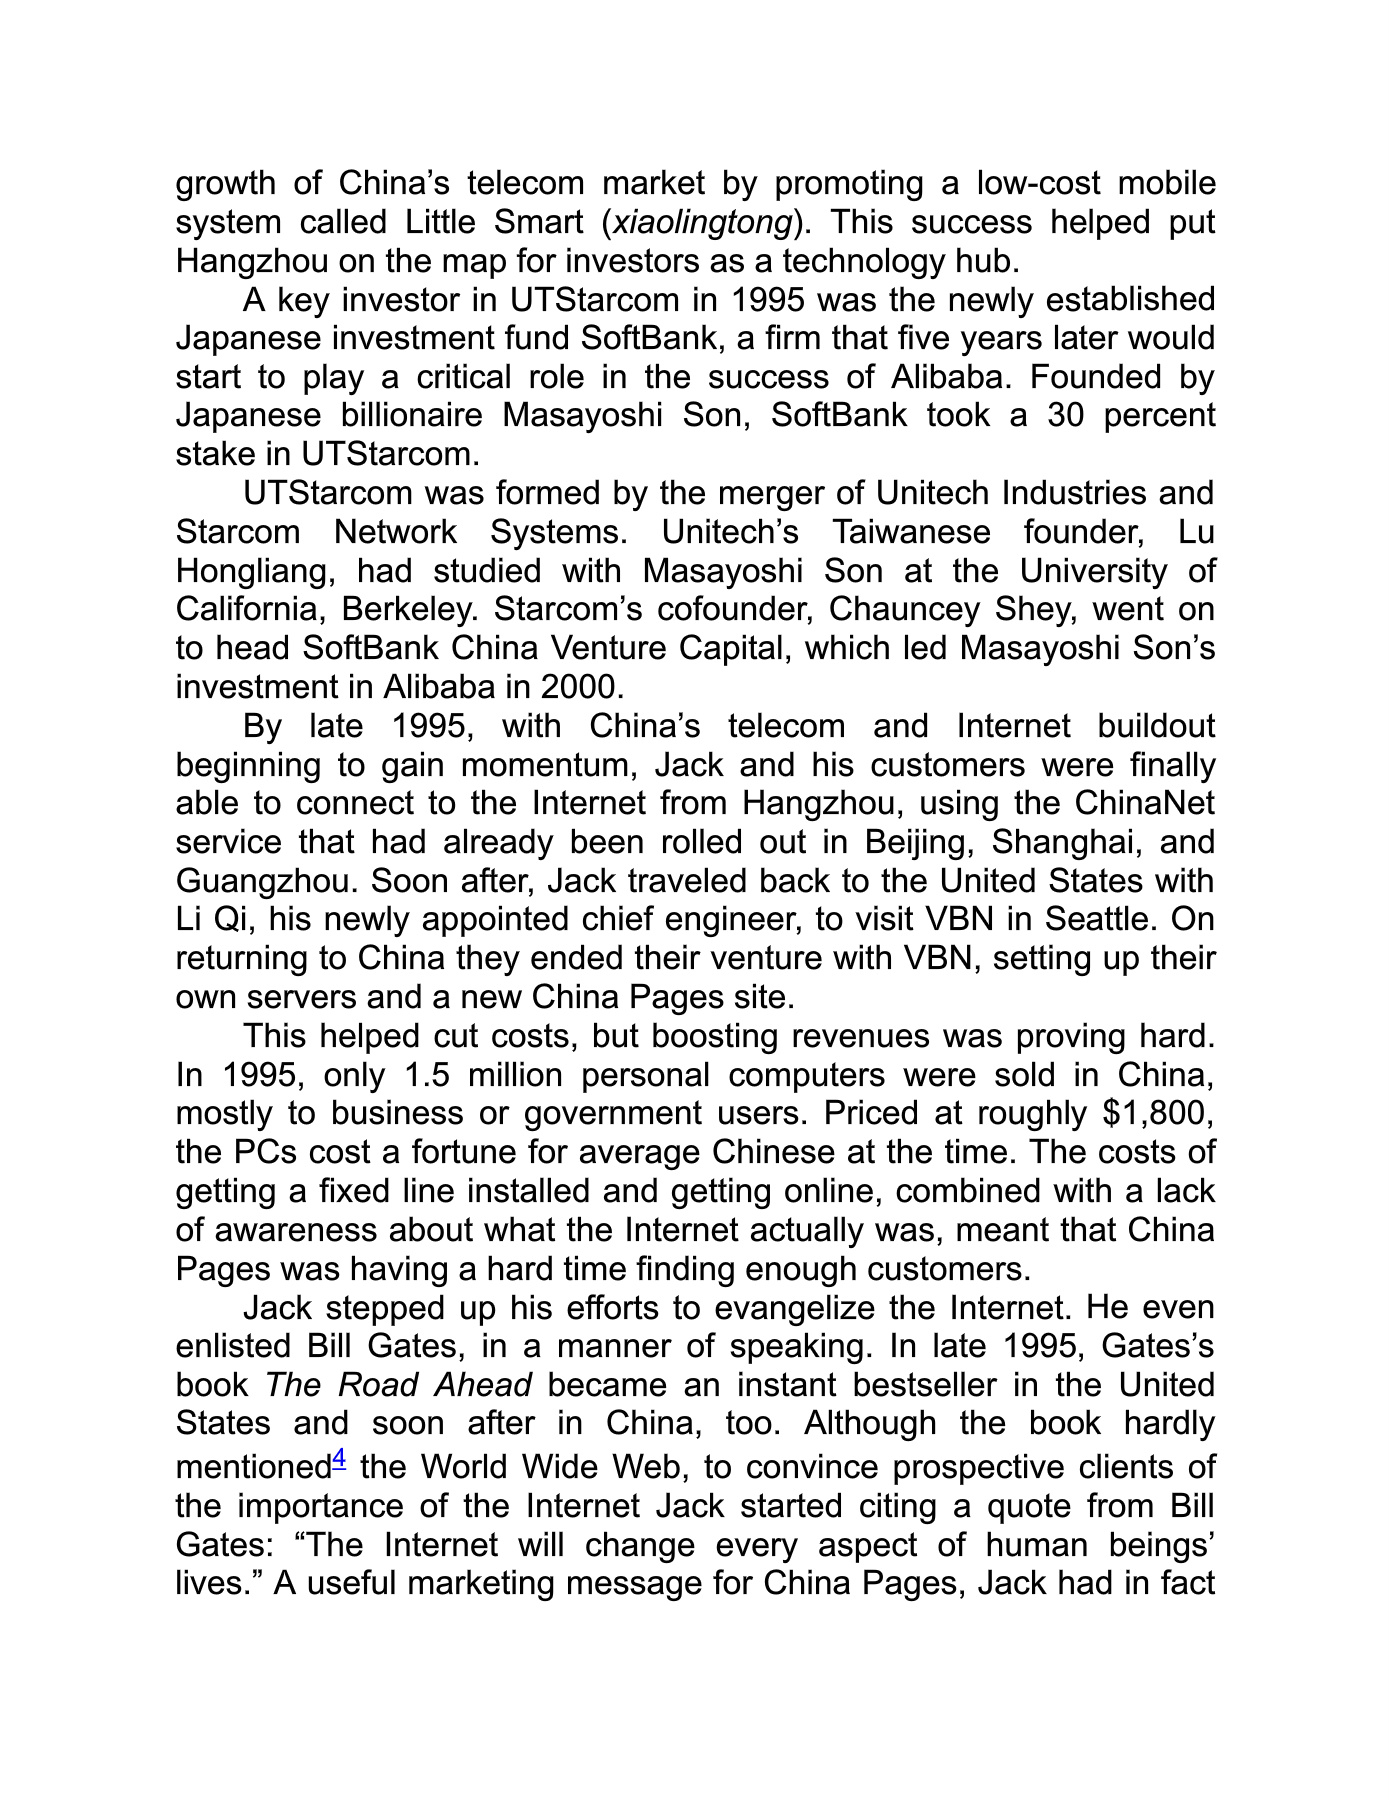 growth of China’s telecom market by promoting a low-cost mobile
system called Little Smart (xiaolingtong). This success helped put
Hangzhou on the map for investors as a technology hub.
A key investor in UTStarcom in 1995 was the newly established
Japanese investment fund SoftBank, a firm that five years later would
start to play a critical role in the success of Alibaba. Founded by
Japanese billionaire Masayoshi Son, SoftBank took a 30 percent
stake in UTStarcom.
UTStarcom was formed by the merger of Unitech Industries and
Starcom Network Systems. Unitech’s Taiwanese founder, Lu
Hongliang, had studied with Masayoshi Son at the University of
California, Berkeley. Starcom’s cofounder, Chauncey Shey, went on
to head SoftBank China Venture Capital, which led Masayoshi Son’s
investment in Alibaba in 2000.
By late 1995, with China’s telecom and Internet buildout
beginning to gain momentum, Jack and his customers were finally
able to connect to the Internet from Hangzhou, using the ChinaNet
service that had already been rolled out in Beijing, Shanghai, and
Guangzhou. Soon after, Jack traveled back to the United States with
Li Qi, his newly appointed chief engineer, to visit VBN in Seattle. On
returning to China they ended their venture with VBN, setting up their
own servers and a new China Pages site.
This helped cut costs, but boosting revenues was proving hard.
In 1995, only 1.5 million personal computers were sold in China,
mostly to business or government users. Priced at roughly $1,800,
the PCs cost a fortune for average Chinese at the time. The costs of
getting a fixed line installed and getting online, combined with a lack
of awareness about what the Internet actually was, meant that China
Pages was having a hard time finding enough customers.
Jack stepped up his efforts to evangelize the Internet. He even
enlisted Bill Gates, in a manner of speaking. In late 1995, Gates’s
book The Road Ahead became an instant bestseller in the United
States and soon after in China, too. Although the book hardly
mentioned4 the World Wide Web, to convince prospective clients of
the importance of the Internet Jack started citing a quote from Bill
Gates: “The Internet will change every aspect of human beings’
lives.” A useful marketing message for China Pages, Jack had in fact